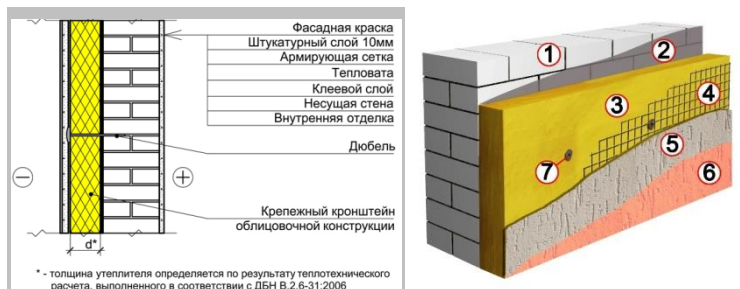 Фасадная краска
Штукатурный слой 10мм
Армирующая сетка
Тепловата
Клеевой слой
Несущая стена
Внутренняя отделка
Дюбель
Крепежный кронштейн
облицовочной конструкции
d*
* - толщина утеплителя определяется по результату теплотехнического
расчета, выполненного в соответствии с ДБН В.2.6-31:2006
1
2
3
4
5
6
7